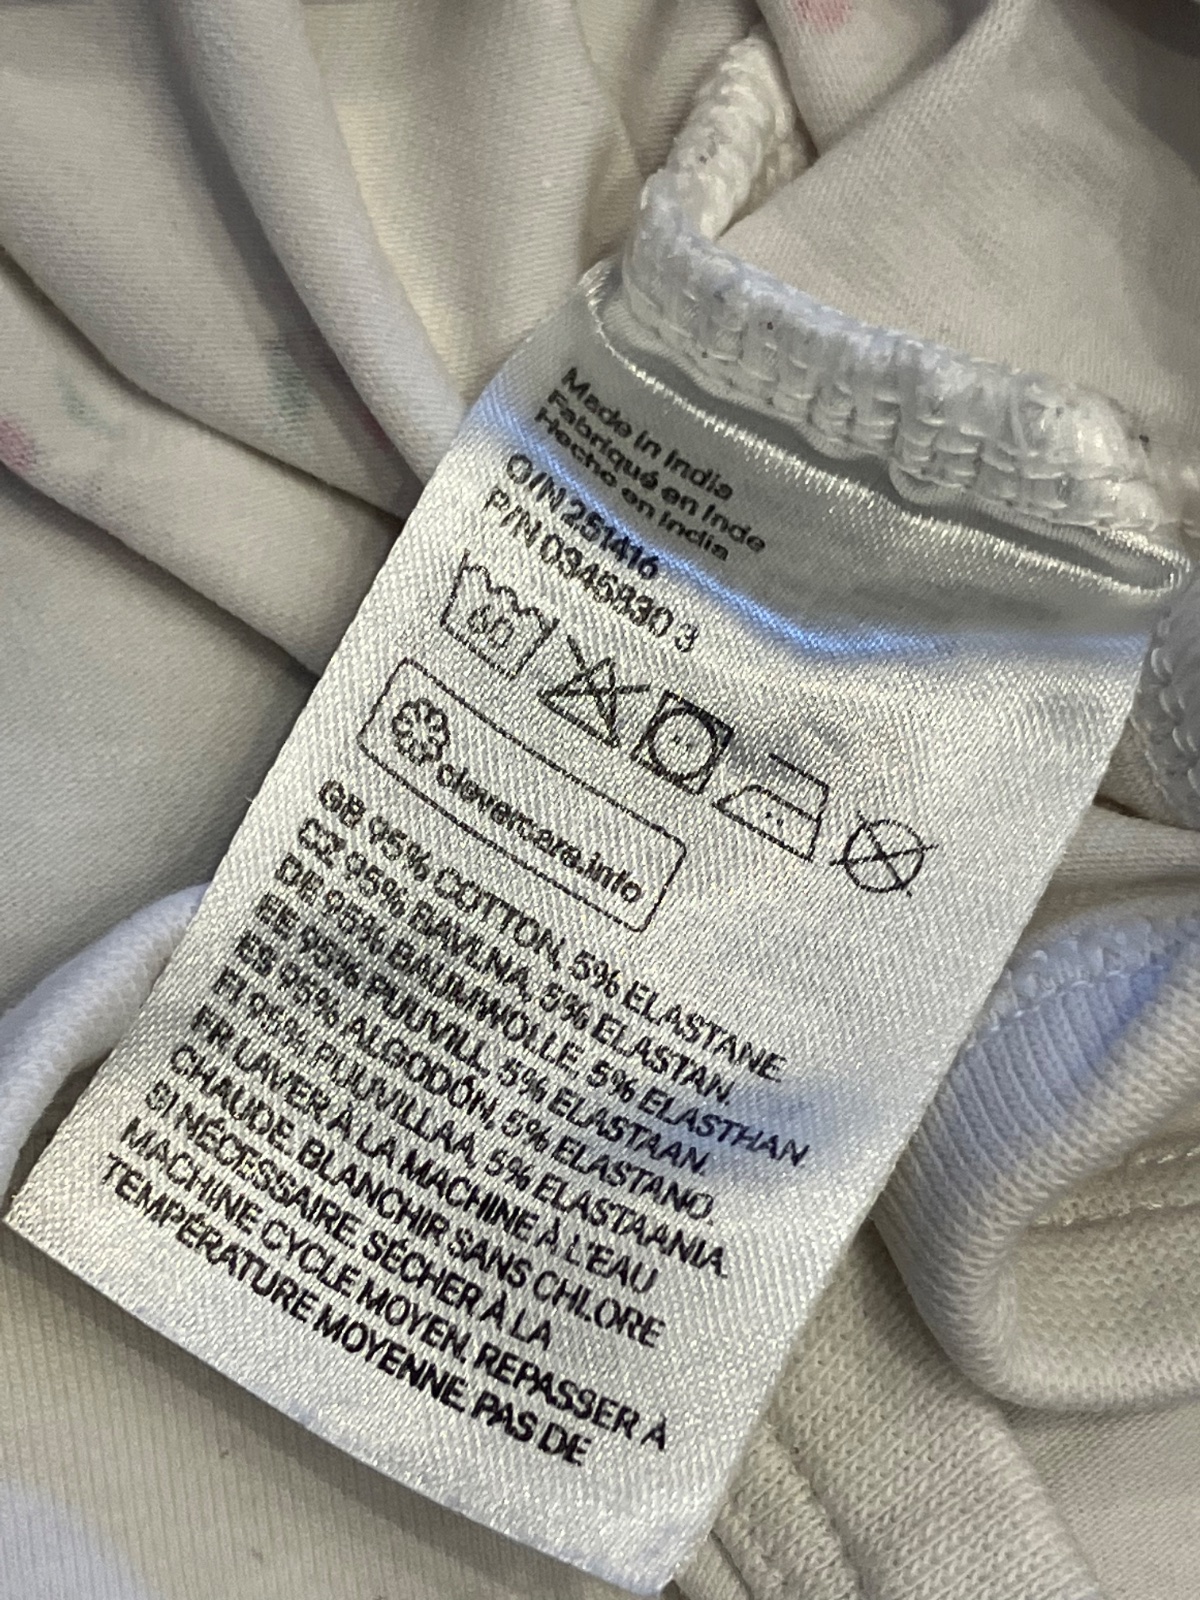 Made in India
Fabriqué en Inde
Hecho en India
O/N 251416
P/N 0345830 3
60
clevercare.info
GB 95% COTTON, 5% ELASTANE.
CZ 95% BAVLNA, 5% ELASTAN.
DE 95% BAUMWOLLE, 5% ELASTHAN
EE 95% PUUVILL, 5% ELASTAAN.
ES 95% ALGODÓN, 5% ELASTANO.
FI 95% PUUVILLAA, 5% ELASTAANIA.
FR LAVER À LA MACHINE À L'EAU
CHAUDE. BLANCHIR SANS CHLORE
SI NÉCESSAIRE. SÉCHER À LA
MACHINE CYCLE MOYEN. REPASSER À
TEMPÉRATURE MOYENNE. PAS DE